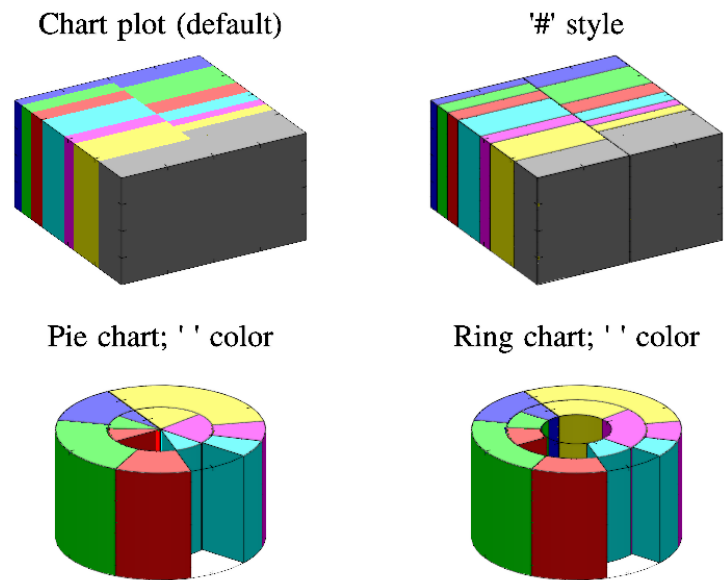 Chart plot (default)
'#' style
Pie chart; ' ' color
Ring chart; ' ' color